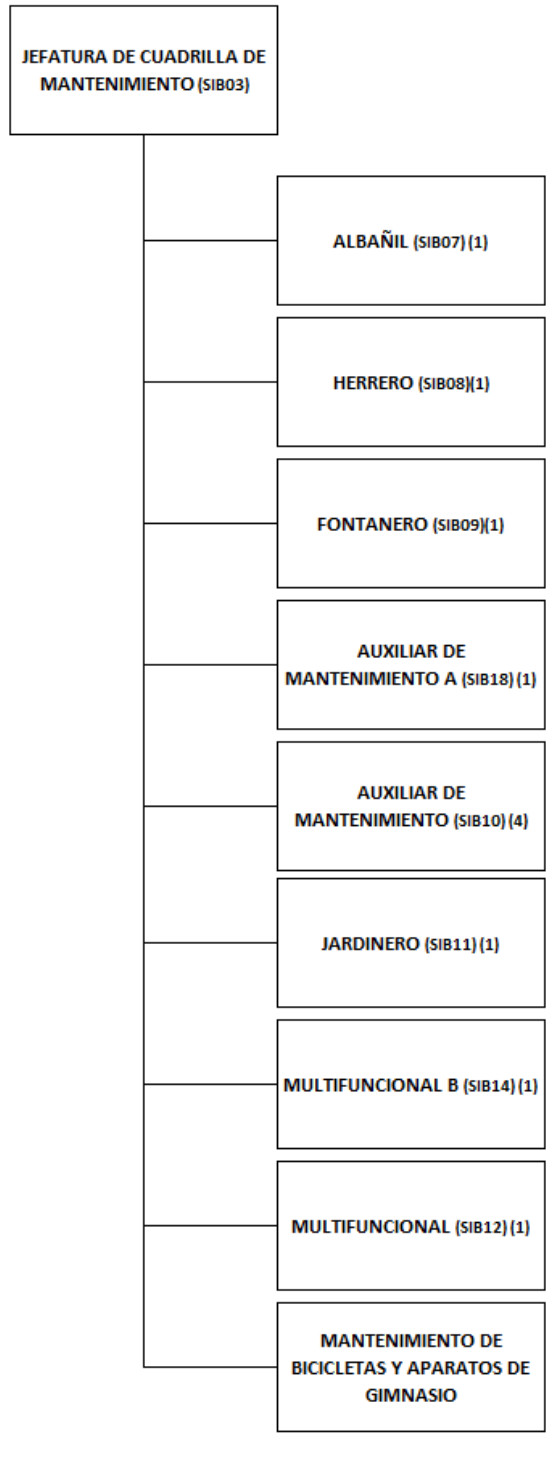 JEFATURA DE CUADRILLA DE
MANTENIMIENTO (SIB03)
ALBAÑIL (SIB07) (1)
HERRERO (SIB08)(1)
FONTANERO (SIB09)(1)
AUXILIAR DE
MANTENIMIENTO A (SIB18) (1)
AUXILIAR DE
MANTENIMIENTO (SIB10) (4)
JARDINERO (SIB11) (1)
MULTIFUNCIONAL B (SIB14) (1)
MULTIFUNCIONAL (SIB12) (1)
MANTENIMIENTO DE
BICICLETAS Y APARATOS DE
GIMNASIO